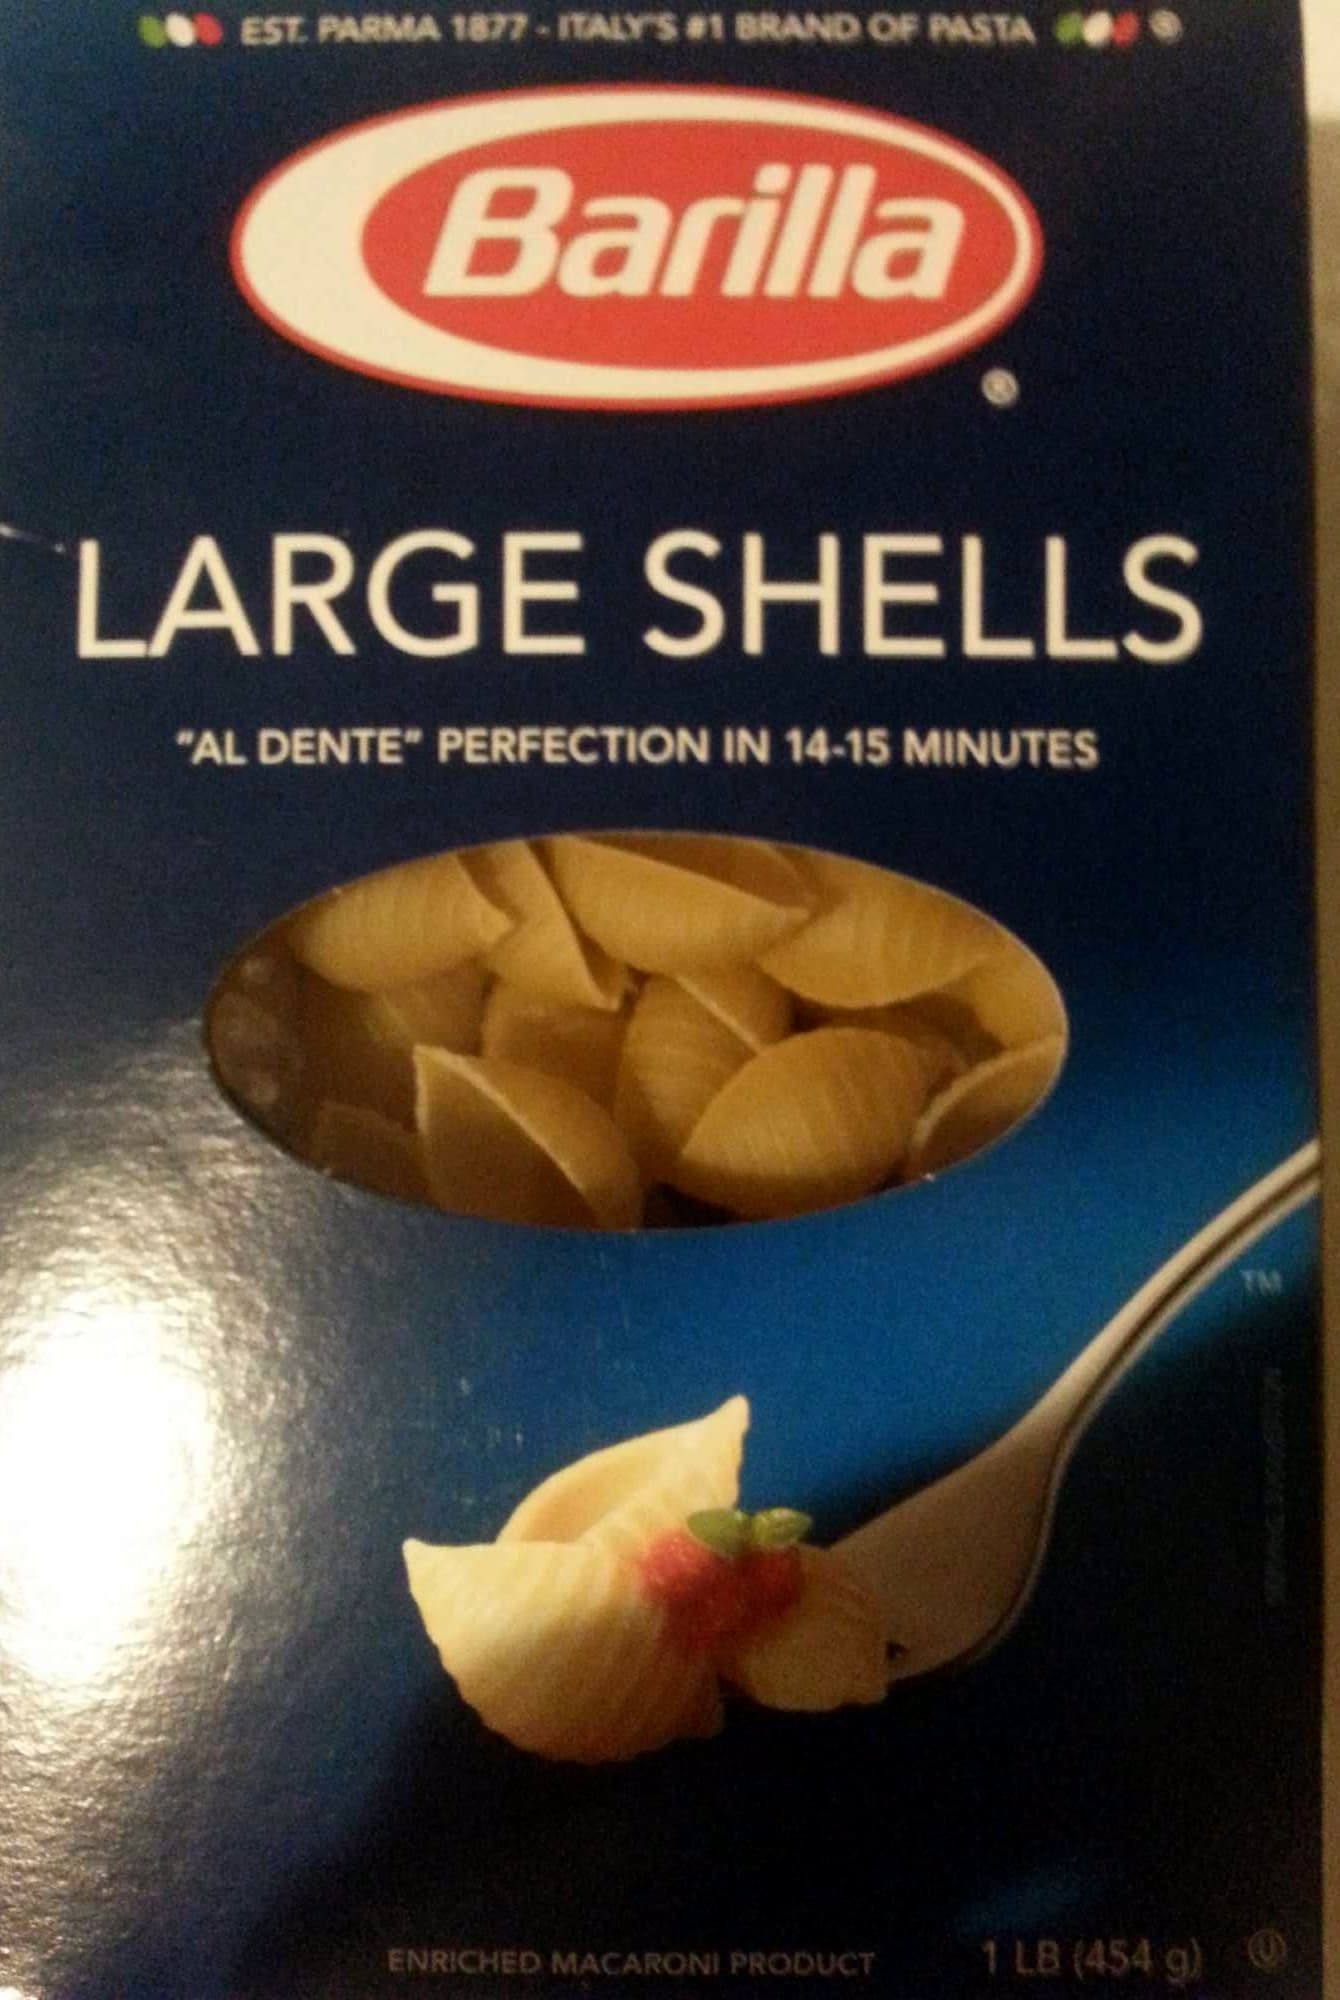 EST. PARMA 1877 - ITALY'S #1 BRAND OF PASTA ®
Barilla
®
LARGE SHELLS
"AL DENTE" PERFECTION IN 14-15 MINUTES
TM
ENRICHED MACARONI PRODUCT 1 LB (454 g) U